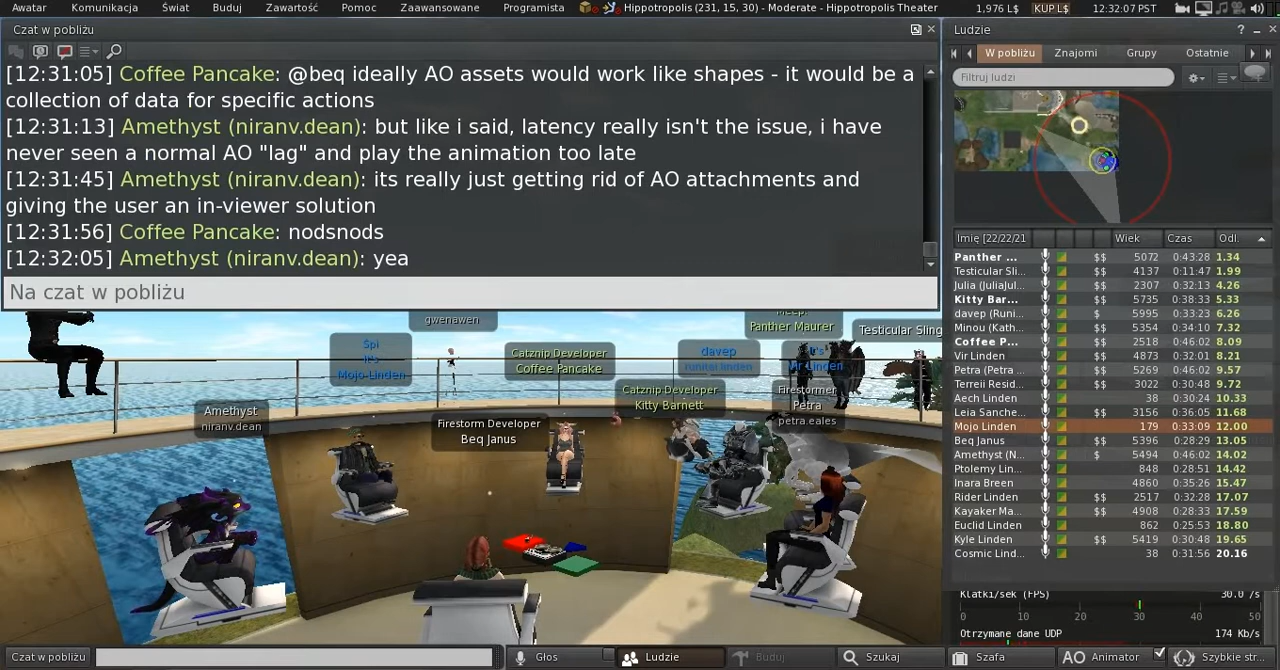 Awatar Komunikacja Świat Buduj Zawartość Pomoc Zaawansowane Programista Hippotropolis (231, 15, 30) - Moderate - Hippotropolis Theater 1,976 L$ KUP L$ 12:32:07 PST
Czat w pobliżu
[12:31:05] Coffee Pancake: @beq ideally AO assets would work like shapes - it would be a
collection of data for specific actions
[12:31:13] Amethyst (niranv.dean): but like i said, latency really isn't the issue, i have
never seen a normal AO "lag" and play the animation too late
[12:31:45] Amethyst (niranv.dean): its really just getting rid of AO attachments and
giving the user an in-viewer solution
[12:31:56] Coffee Pancake: nodsnods
[12:32:05] Amethyst (niranv.dean): yea
Na czat w pobliżu
gwenawen
Panther Maurer
Testicular Sling
Spi
It's
Mojo Linden
Catznip Developer
Coffee Pancake
davep
runitai.linden
Vir Linden
Catznip Developer
Kitty Barnett
Firestormer
Petra
petra.eales
Amethyst
niranv.dean
Firestorm Developer
Beq Janus
Ludzie
? _ ×
W pobliżu Znajomi Grupy Ostatnie
Filtruj ludzi
Imię [22/22/21 Wiek Czas Odl.
Panther ... $$ 5072 0:43:28 1.34
Testicular Sli... $$ 4137 0:11:47 1.99
Julia (JuliaJul... $$ 2307 0:32:13 4.26
Kitty Bar... $$ 5735 0:38:33 5.33
davep (Runi... $ 5995 0:33:23 6.26
Minou (Kath... $$ 5354 0:34:10 7.32
Coffee P... $$ 2518 0:46:02 8.09
Vir Linden $$ 4873 0:32:01 8.21
Petra (Petra ... $$ 5269 0:46:02 9.57
Terreii Resid... $$ 3022 0:30:48 9.72
Aech Linden 38 0:30:24 10.33
Leia Sanche... $$ 3156 0:36:05 11.68
Mojo Linden 179 0:33:09 12.00
Beq Janus $$ 5396 0:28:29 13.05
Amethyst (N... $ 5494 0:46:02 14.02
Ptolemy Lin... 848 0:28:51 14.42
Inara Breen 4860 0:35:26 15.47
Rider Linden $$ 2517 0:32:28 17.07
Kayaker Ma... $$ 4908 0:28:33 17.59
Euclid Linden 862 0:25:53 18.80
Kyle Linden $$ 5419 0:30:48 19.65
Cosmic Lind... 38 0:31:56 20.16
Klatki/sek (FPS) 30.0 /s
0 10 20 30 40 50
Otrzymane dane UDP 174 Kb/s
Czat w pobliżu Głos Ludzie Buduj Szukaj Szafa AO Animator Szybkie str...